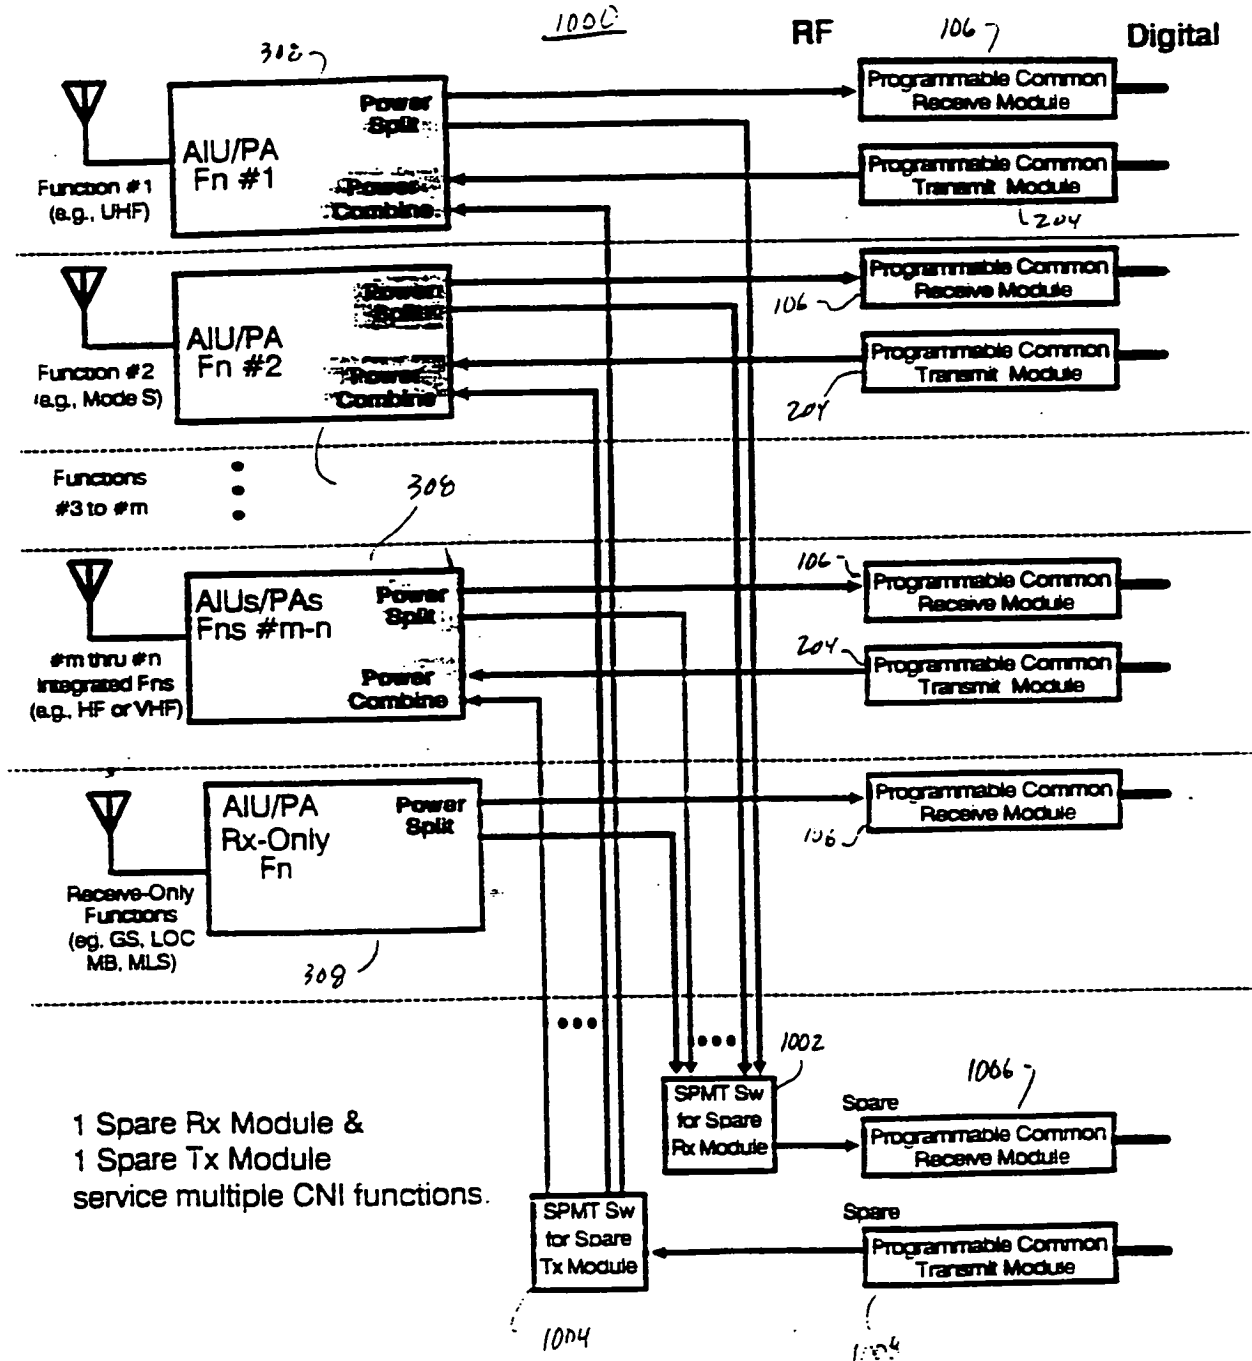 1000
RF
Digital
308
106
Programmable Common
Receive Module
Power
Split
AIU/PA
Fn #1
Power
Combine
Function #1
(e.g., UHF)
Programmable Common
Transmit Module
204
Programmable Common
Receive Module
106
Power
Split
AIU/PA
Fn #2
Power
Combine
Function #2
(e.g., Mode S)
Programmable Common
Transmit Module
204
Functions
#3 to #m
308
106
Programmable Common
Receive Module
AIUs/PAs
Fns #m-n
Power
Split
Power
Combine
#m thru #n
Integrated Fns
(e.g., HF or VHF)
204
Programmable Common
Transmit Module
AIU/PA
Rx-Only
Fn
Power
Split
Programmable Common
Receive Module
106
Receive-Only
Functions
(eg. GS, LOC
MB, MLS)
308
1002
SPMT Sw
for Spare
Rx Module
1006
Spare
Programmable Common
Receive Module
1 Spare Rx Module &
1 Spare Tx Module
service multiple CNI functions.
SPMT Sw
for Spare
Tx Module
1004
Spare
Programmable Common
Transmit Module